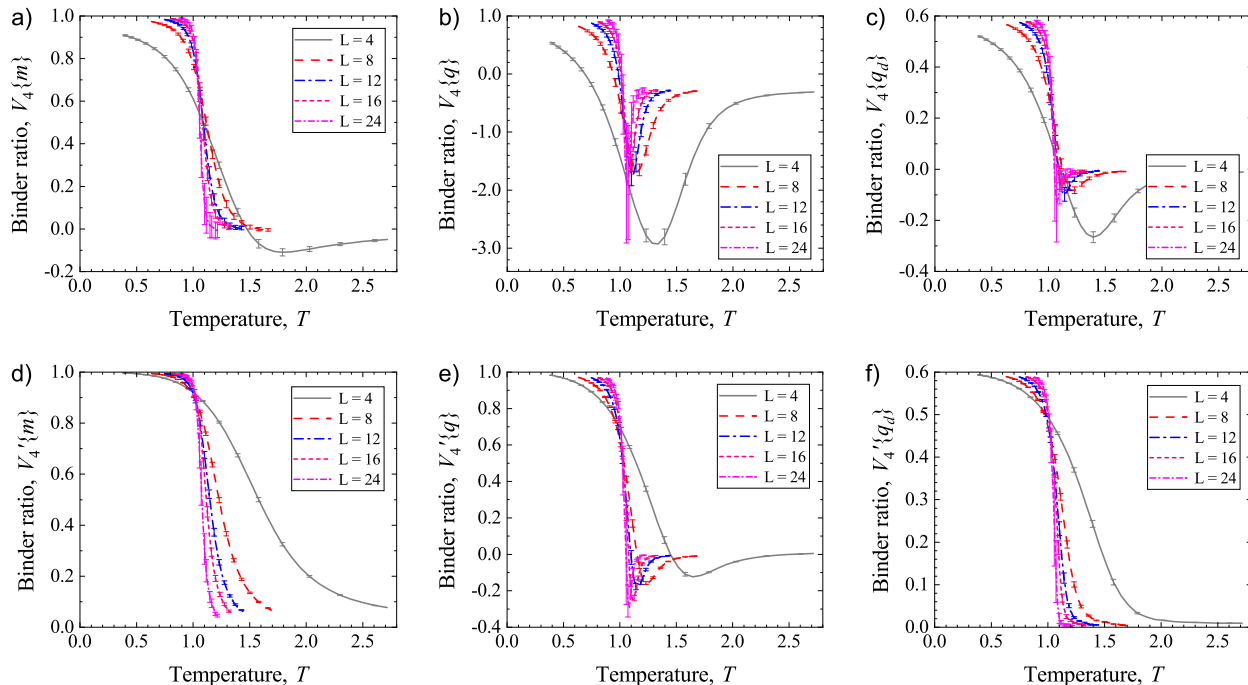 a)
1.0
0.8
0.6
0.4
0.2
0.0
-0.2
Binder ratio, V₄{m}
L = 4
L = 8
L = 12
L = 16
L = 24
0.0 0.5 1.0 1.5 2.0 2.5
Temperature, T
b)
1.0
0.0
-1.0
-2.0
-3.0
Binder ratio, V₄{q}
L = 4
L = 8
L = 12
L = 16
L = 24
0.0 0.5 1.0 1.5 2.0 2.5
Temperature, T
c)
0.6
0.4
0.2
0.0
-0.2
0.4
Binder ratio, V₄{q_d}
L = 4
L = 8
L = 12
L = 16
L = 24
0.0 0.5 1.0 1.5 2.0 2.5
Temperature, T
d)
1.0
0.8
0.6
0.4
0.2
0.0
Binder ratio, V₄'{m}
L = 4
L = 8
L = 12
L = 16
L = 24
0.0 0.5 1.0 1.5 2.0 2.5
Temperature, T
e)
1.0
0.8
0.6
0.4
0.2
0.0
-0.2
-0.4
Binder ratio, V₄'{q}
L = 4
L = 8
L = 12
L = 16
L = 24
0.0 0.5 1.0 1.5 2.0 2.5
Temperature, T
f)
0.6
0.5
0.4
0.3
0.2
0.1
0.0
Binder ratio, V₄'{q_d}
L = 4
L = 8
L = 12
L = 16
L = 24
0.0 0.5 1.0 1.5 2.0 2.5
Temperature, T